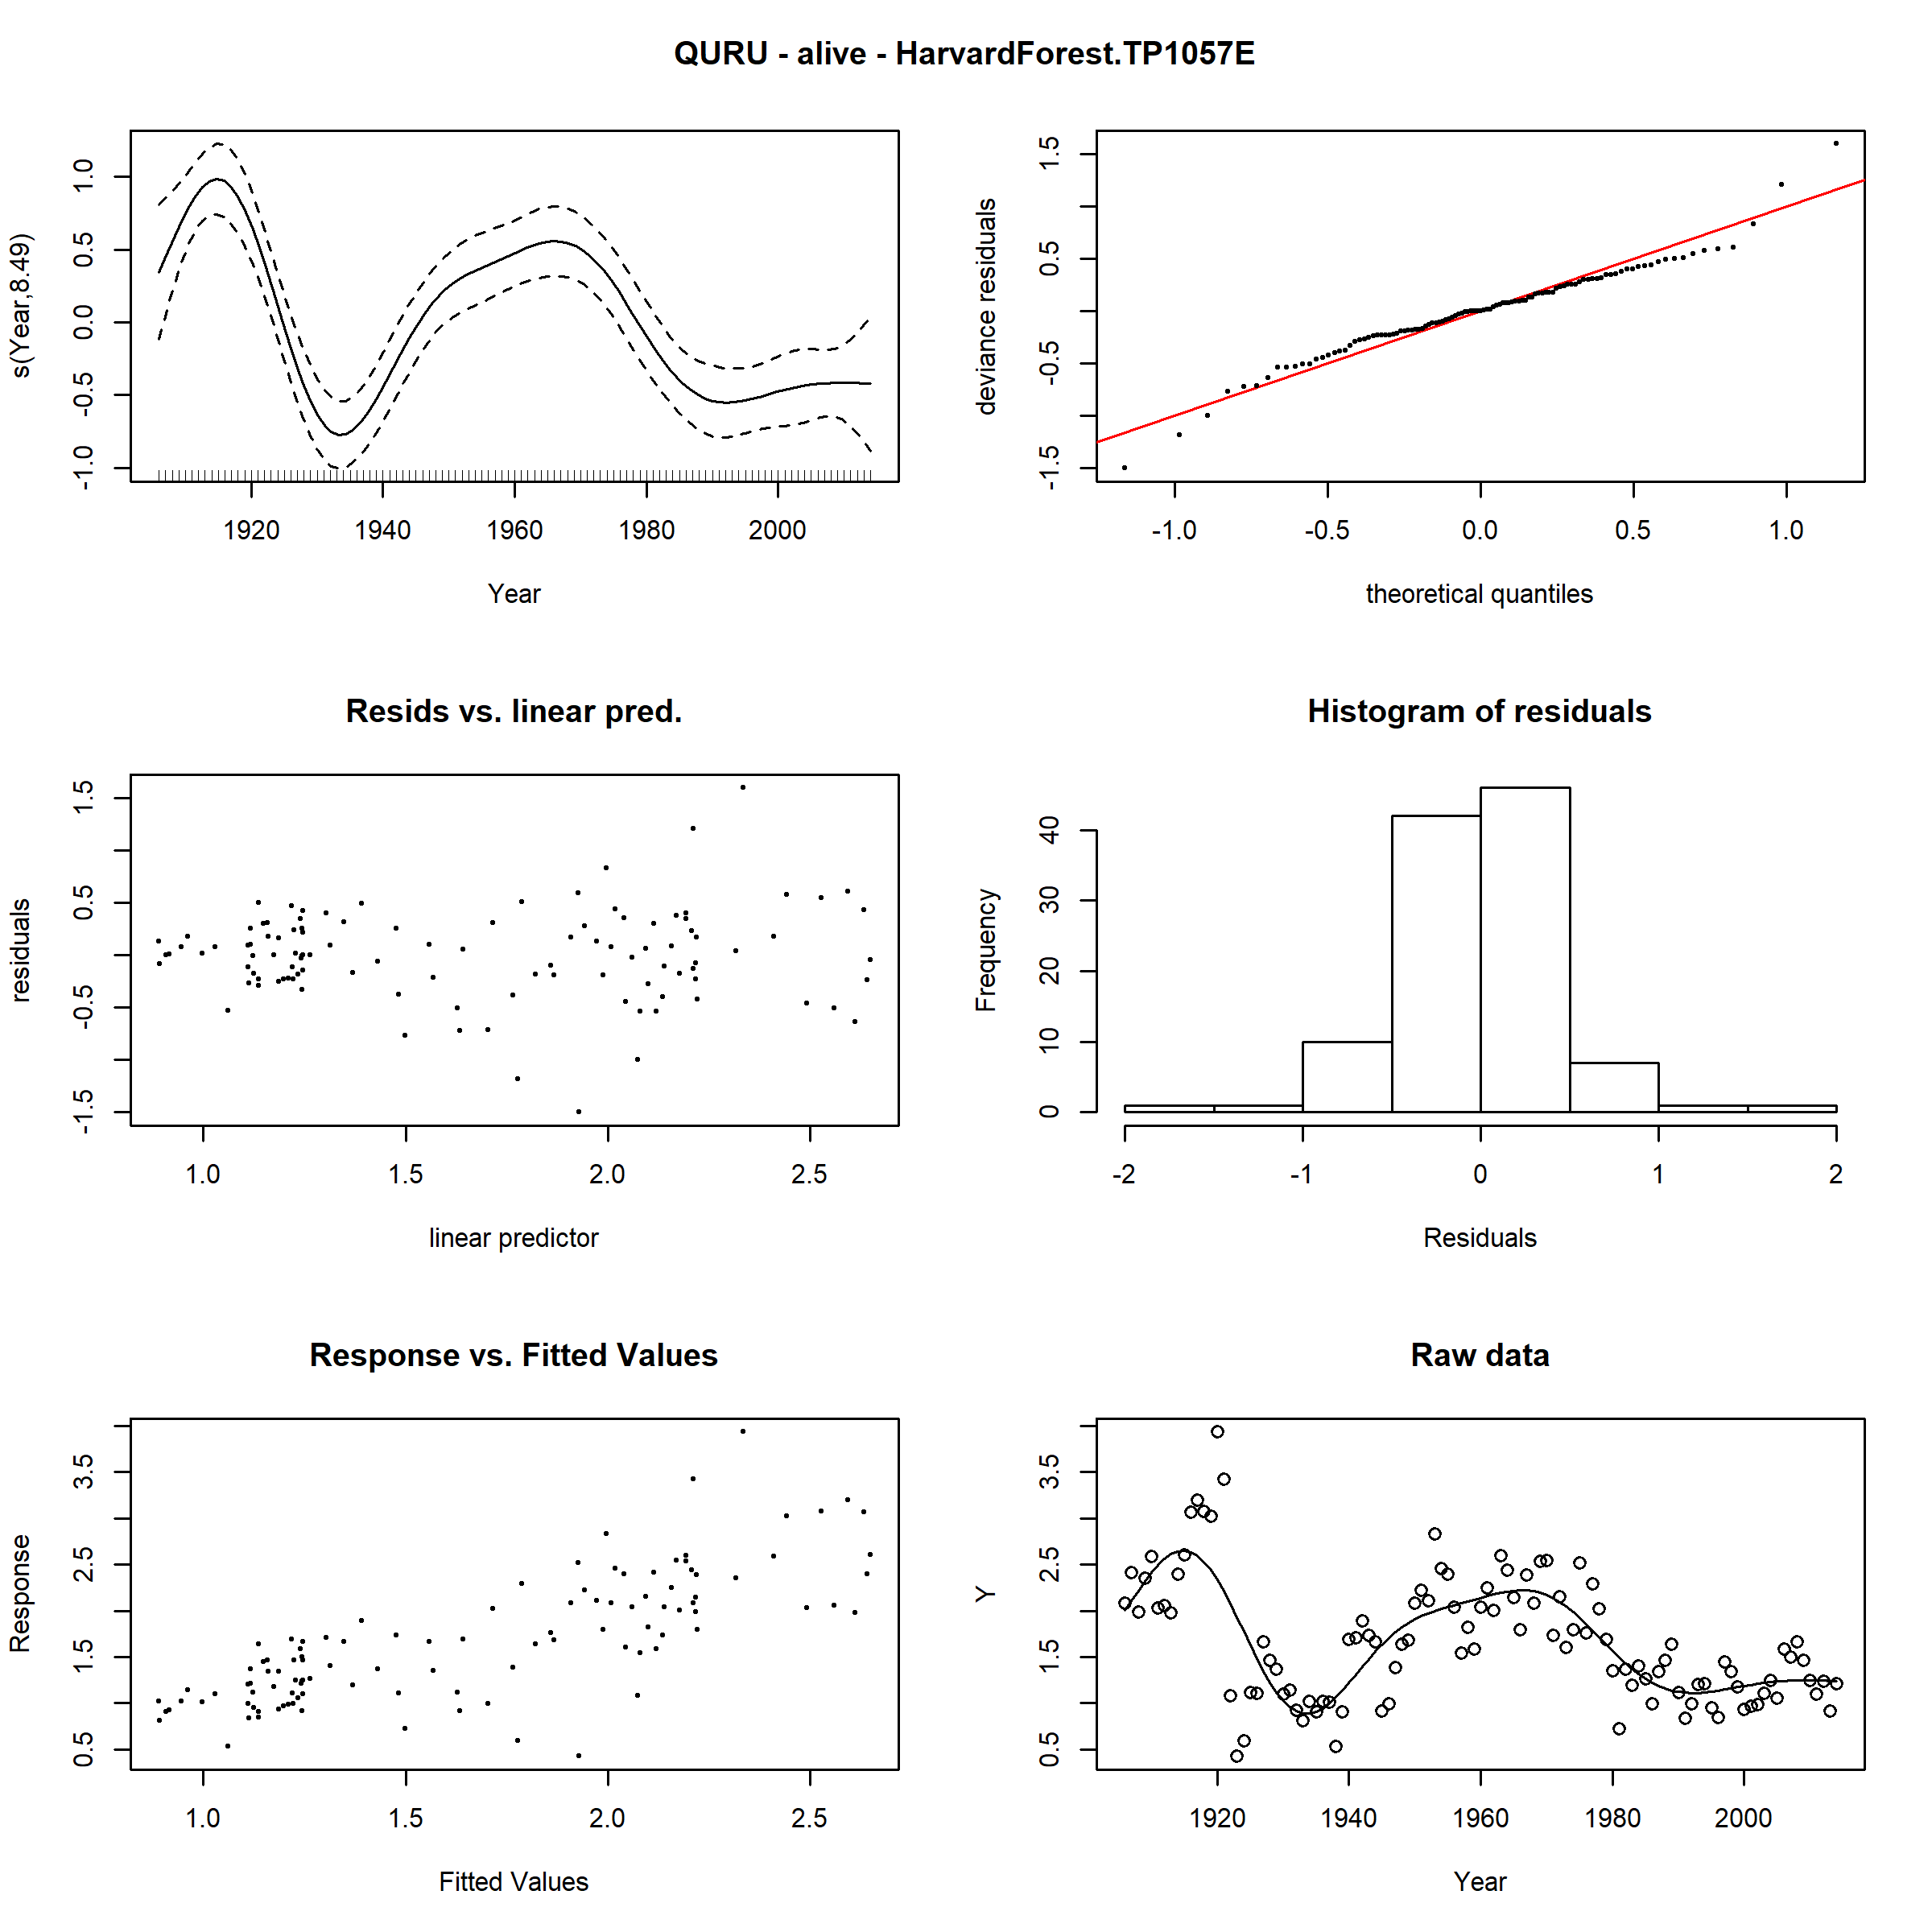 QURU - alive - HarvardForest.TP1057E
s(Year,8.49)
-1.0 -0.5 0.0 0.5 1.0
1920 1940 1960 1980 2000
Year
deviance residuals
-1.5 -0.5 0.5 1.5
-1.0 -0.5 0.0 0.5 1.0
theoretical quantiles
Resids vs. linear pred.
residuals
-1.5 -0.5 0.5 1.5
1.0 1.5 2.0 2.5
linear predictor
Histogram of residuals
Frequency
0 10 20 30 40
-2 -1 0 1 2
Residuals
Response vs. Fitted Values
Response
0.5 1.5 2.5 3.5
1.0 1.5 2.0 2.5
Fitted Values
Raw data
Y
0.5 1.5 2.5 3.5
1920 1940 1960 1980 2000
Year